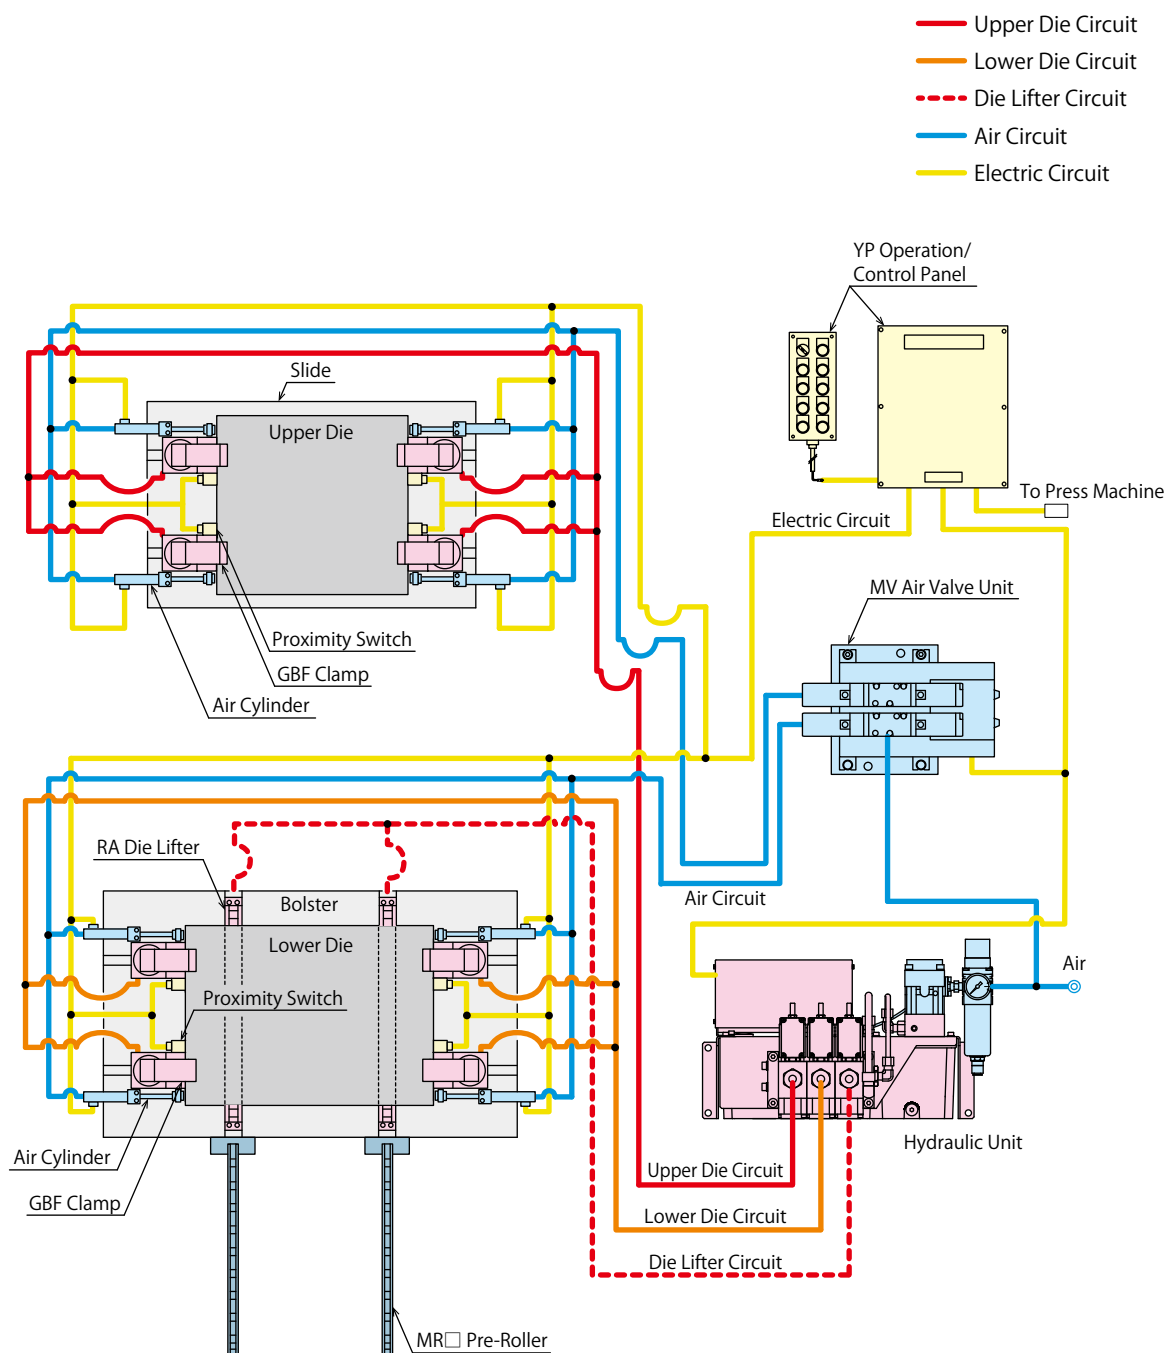 Upper Die Circuit
Lower Die Circuit
Die Lifter Circuit
Air Circuit
Electric Circuit
YP Operation/
Control Panel
Slide
Upper Die
To Press Machine
Electric Circuit
MV Air Valve Unit
Proximity Switch
GBF Clamp
Air Cylinder
RA Die Lifter
Bolster
Air Circuit
Lower Die
Air
Proximity Switch
Hydraulic Unit
Air Cylinder
Upper Die Circuit
GBF Clamp
Lower Die Circuit
Die Lifter Circuit
MR□ Pre-Roller